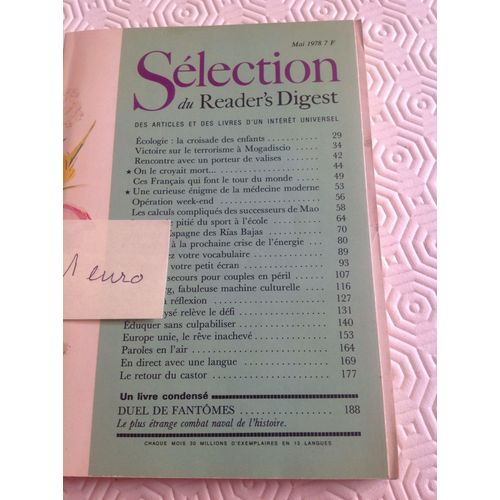 Mai 1978 7 F
Sélection
du Reader's Digest
DES ARTICLES ET DES LIVRES D'UN INTÉRÊT UNIVERSEL
Écologie : la croisade des enfants . . . . . . . . . . 29
Victoire sur le terrorisme à Mogadiscio . . . . 34
Rencontre avec un porteur de valises . . . . . . 42
★ On le croyait mort... . . . . . . . . . . . . . . . . . 44
Ces Français qui font le tour du monde . . . . . 49
★ Une curieuse énigme de la médecine moderne 53
Opération week-end . . . . . . . . . . . . . . . . . . 56
Les calculs compliqués des successeurs de Mao 58
pitié du sport à l'école . . . . . . . . . . 64
Espagne des Rías Bajas . . . . . . . . . . 70
à la prochaine crise de l'énergie . . . 80
ez votre vocabulaire . . . . . . . . . . . 89
votre petit écran . . . . . . . . . . . . . . 93
secours pour couples en péril . . . . 107
rg, fabuleuse machine culturelle . . . . 116
réflexion . . . . . . . . . . . . . . . . . . 127
ysé relève le défi . . . . . . . . . . . . . 131
Éduquer sans culpabiliser . . . . . . . . . . . . . . 140
Europe unie, le rêve inachevé . . . . . . . . . . . 153
Paroles en l'air . . . . . . . . . . . . . . . . . . . . . 164
En direct avec une langue . . . . . . . . . . . . . . 169
Le retour du castor . . . . . . . . . . . . . . . . . . 177
1 euro
Un livre condensé
DUEL DE FANTÔMES . . . . . . . . . . . . . . . . 188
Le plus étrange combat naval de l'histoire.
CHAQUE MOIS 30 MILLIONS D'EXEMPLAIRES EN 13 LANGUES